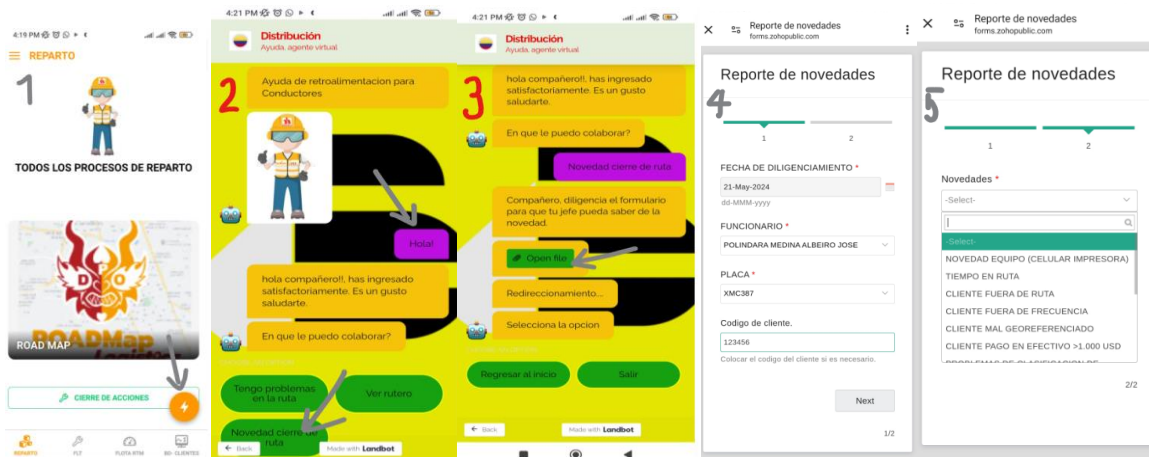 4:19 PM
REPARTO
1
TODOS LOS PROCESOS DE REPARTO
DPO
ROADMap
ROAD MAP
CIERRE DE ACCIONES
REPARTO
FLOTA RTM
BD- CLIENTES
4:21 PM
Distribución
Ayuda. agente virtual
2
Ayuda de retroalimentacion para
Conductores
Hola!
hola compañero!!, has ingresado
satisfactoriamente. Es un gusto
saludarte.
En que le puedo colaborar?
Tengo problemas
en la ruta
Ver rutero
Novedad cierre de
ruta
Back
Made with Landbot
4:21 PM
Distribución
Ayuda. agente virtual
3
hola compañero!!, has ingresado
satisfactoriamente. Es un gusto
saludarte.
En que le puedo colaborar?
Novedad cierre de ruta
Compañero, diligencia el formulario
para que tu jefe pueda saber de la
novedad.
Open file
Redireccionamiento...
Selecciona la opcion
Regresar al inicio
Salir
Back
Made with Landbot
Reporte de novedades
forms.zohopublic.com
Reporte de novedades
4
1
2
FECHA DE DILIGENCIAMIENTO *
21-May-2024
dd-MMM-yyyy
FUNCIONARIO *
POLINDARA MEDINA ALBEIRO JOSE
PLACA *
XMC387
Codigo de cliente.
123456
Colocar el codigo del cliente si es necesario.
Next
1/2
Reporte de novedades
forms.zohopublic.com
Reporte de novedades
5
1
2
Novedades *
-Select-
-Select-
NOVEDAD EQUIPO (CELULAR IMPRESORA)
TIEMPO EN RUTA
CLIENTE FUERA DE RUTA
CLIENTE FUERA DE FRECUENCIA
CLIENTE MAL GEOREFERENCIADO
CLIENTE PAGO EN EFECTIVO >1.000 USD
PROBLEMAS DE CLASIFICACION DE
2/2